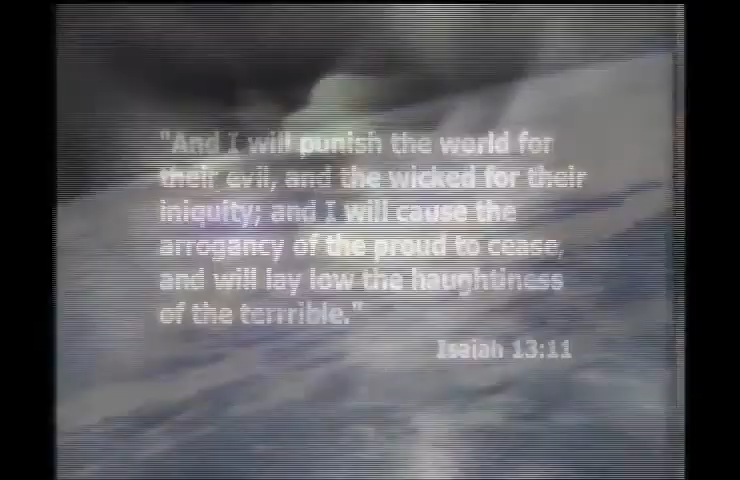 "And I will punish the world for
their evil, and the wicked for their
iniquity; and I will cause the
arrogancy of the proud to cease,
and will lay low the haughtiness
of the terrrible."
Isaiah 13:11